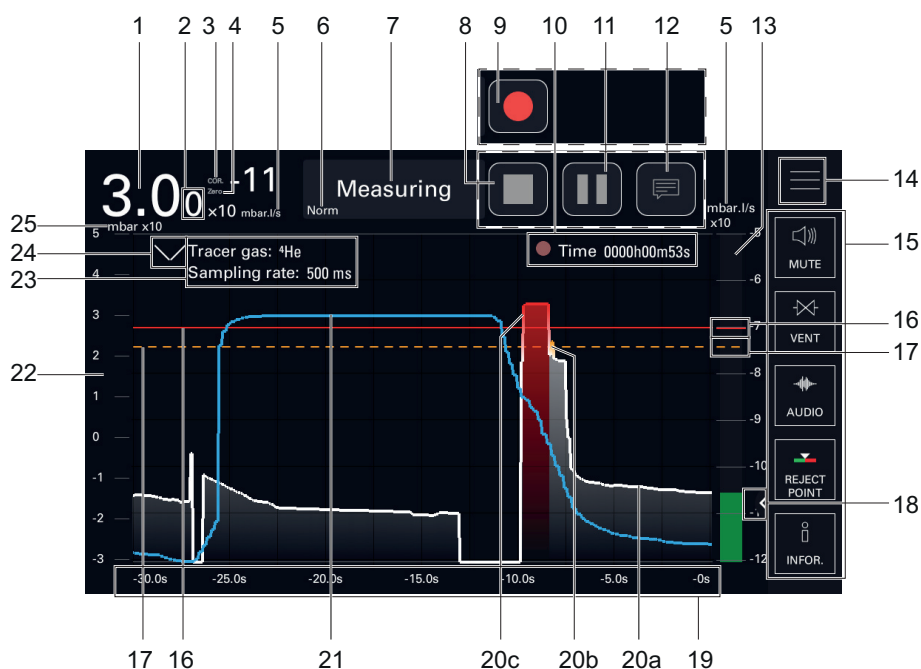 1 2 3 4 5 6 7 8 9 10 11 12 5 13
3.00 COR. Zero -11
x10 mbar.l/s
Norm
Measuring
mbar.l/s
x10
14
25
mbar x10
24
23
Tracer gas: ⁴He
Sampling rate: 500 ms
Time 0000h00m53s
15
MUTE
VENT
AUDIO
REJECT
POINT
INFOR.
16
17
18
22
5
4
3
2
1
0
-1
-2
-3
-5
-6
-7
-8
-9
-10
-12
-30.0s -25.0s -20.0s -15.0s -10.0s -5.0s -0s
17 16 21 20c 20b 20a 19